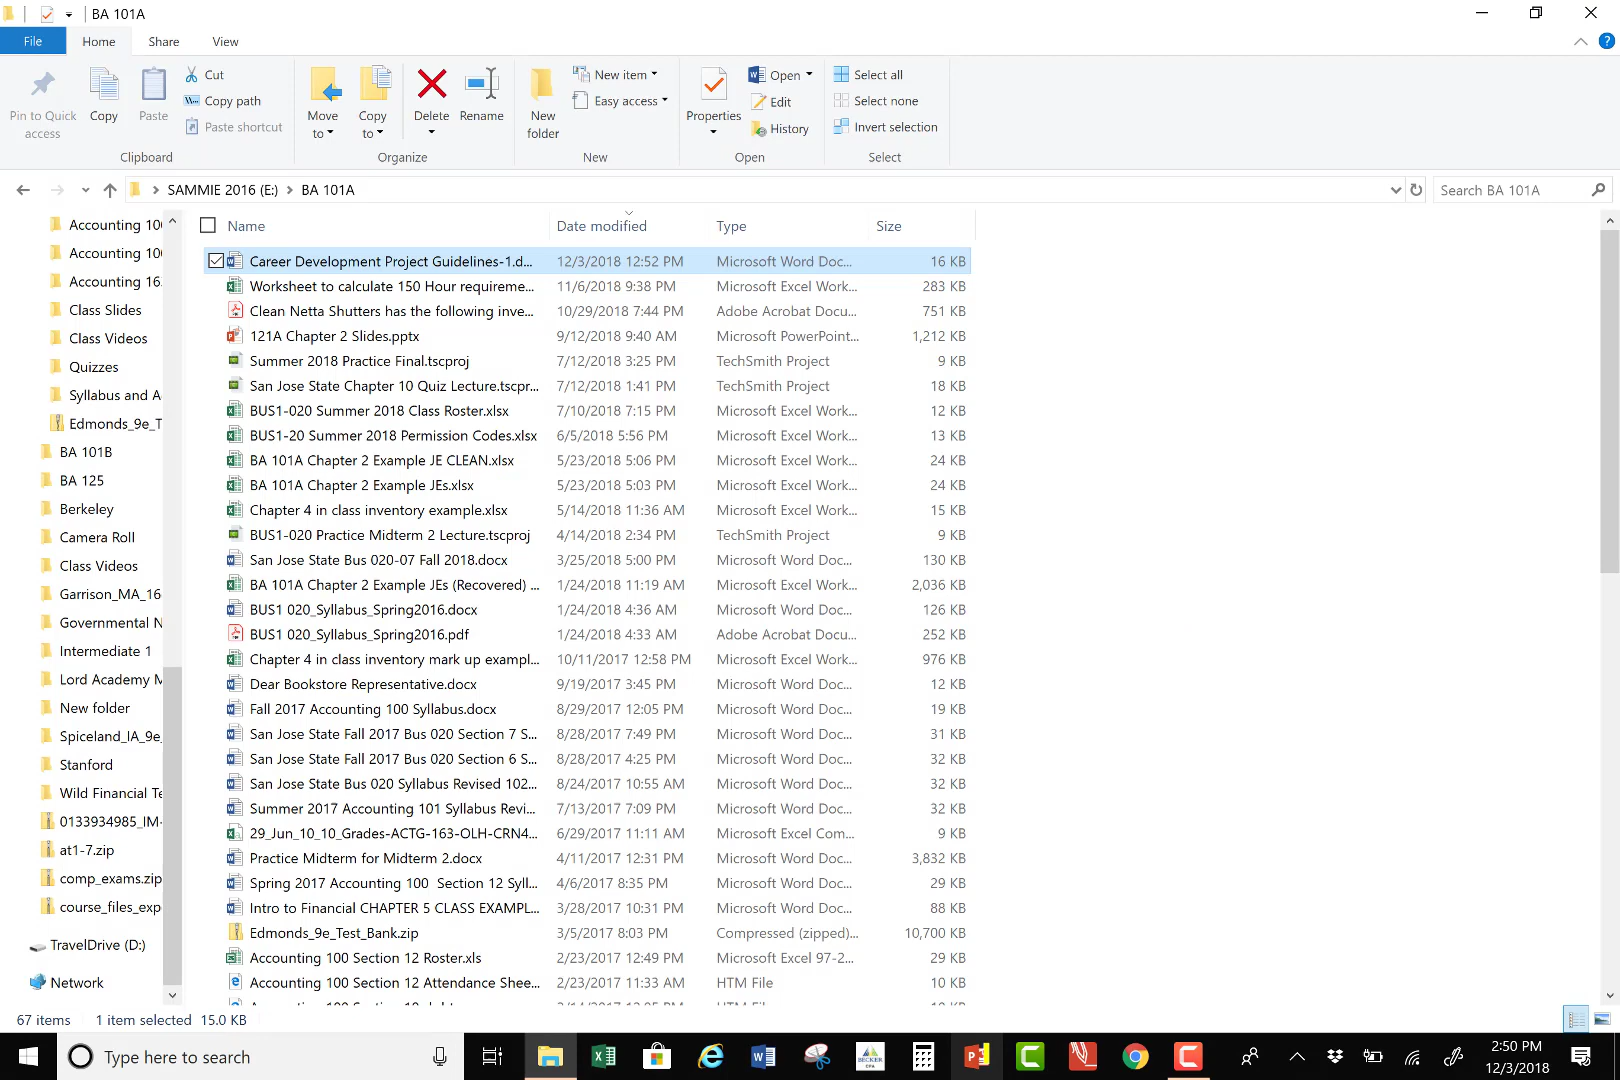 BA 101A
File Home Share View
Pin to Quick access
Copy
Paste
Cut
Copy path
Paste shortcut
Clipboard
Move to
Copy to
Delete
Rename
Organize
New folder
New item
Easy access
New
Properties
Open
Edit
History
Open
Select all
Select none
Invert selection
Select
SAMMIE 2016 (E:) > BA 101A
Search BA 101A
Accounting 10
Accounting 10
Accounting 16.
Class Slides
Class Videos
Quizzes
Syllabus and A
Edmonds_9e_T
BA 101B
BA 125
Berkeley
Camera Roll
Class Videos
Garrison_MA_16
Governmental N
Intermediate 1
Lord Academy M
New folder
Spiceland_IA_9e_
Stanford
Wild Financial Te
0133934985_IM-
at1-7.zip
comp_exams.zip
course_files_exp
TravelDrive (D:)
Network
Name Date modified Type Size
Career Development Project Guidelines-1.d... 12/3/2018 12:52 PM Microsoft Word Doc... 16 KB
Worksheet to calculate 150 Hour requireme... 11/6/2018 9:38 PM Microsoft Excel Work... 283 KB
Clean Netta Shutters has the following inve... 10/29/2018 7:44 PM Adobe Acrobat Docu... 751 KB
121A Chapter 2 Slides.pptx 9/12/2018 9:40 AM Microsoft PowerPoint... 1,212 KB
Summer 2018 Practice Final.tscproj 7/12/2018 3:25 PM TechSmith Project 9 KB
San Jose State Chapter 10 Quiz Lecture.tscpr... 7/12/2018 1:41 PM TechSmith Project 18 KB
BUS1-020 Summer 2018 Class Roster.xlsx 7/10/2018 7:15 PM Microsoft Excel Work... 12 KB
BUS1-20 Summer 2018 Permission Codes.xlsx 6/5/2018 5:56 PM Microsoft Excel Work... 13 KB
BA 101A Chapter 2 Example JE CLEAN.xlsx 5/23/2018 5:06 PM Microsoft Excel Work... 24 KB
BA 101A Chapter 2 Example JEs.xlsx 5/23/2018 5:03 PM Microsoft Excel Work... 24 KB
Chapter 4 in class inventory example.xlsx 5/14/2018 11:36 AM Microsoft Excel Work... 15 KB
BUS1-020 Practice Midterm 2 Lecture.tscproj 4/14/2018 2:34 PM TechSmith Project 9 KB
San Jose State Bus 020-07 Fall 2018.docx 3/25/2018 5:00 PM Microsoft Word Doc... 130 KB
BA 101A Chapter 2 Example JEs (Recovered) ... 1/24/2018 11:19 AM Microsoft Excel Work... 2,036 KB
BUS1 020_Syllabus_Spring2016.docx 1/24/2018 4:36 AM Microsoft Word Doc... 126 KB
BUS1 020_Syllabus_Spring2016.pdf 1/24/2018 4:33 AM Adobe Acrobat Docu... 252 KB
Chapter 4 in class inventory mark up exampl... 10/11/2017 12:58 PM Microsoft Excel Work... 976 KB
Dear Bookstore Representative.docx 9/19/2017 3:45 PM Microsoft Word Doc... 12 KB
Fall 2017 Accounting 100 Syllabus.docx 8/29/2017 12:05 PM Microsoft Word Doc... 19 KB
San Jose State Fall 2017 Bus 020 Section 7 S... 8/28/2017 7:49 PM Microsoft Word Doc... 31 KB
San Jose State Fall 2017 Bus 020 Section 6 S... 8/28/2017 4:25 PM Microsoft Word Doc... 32 KB
San Jose State Bus 020 Syllabus Revised 102... 8/24/2017 10:55 AM Microsoft Word Doc... 32 KB
Summer 2017 Accounting 101 Syllabus Revi... 7/13/2017 7:09 PM Microsoft Word Doc... 32 KB
29_Jun_10_10_Grades-ACTG-163-OLH-CRN4... 6/29/2017 11:11 AM Microsoft Excel Com... 9 KB
Practice Midterm for Midterm 2.docx 4/11/2017 12:31 PM Microsoft Word Doc... 3,832 KB
Spring 2017 Accounting 100 Section 12 Syll... 4/6/2017 8:35 PM Microsoft Word Doc... 29 KB
Intro to Financial CHAPTER 5 CLASS EXAMPL... 3/28/2017 10:31 PM Microsoft Word Doc... 88 KB
Edmonds_9e_Test_Bank.zip 3/5/2017 8:03 PM Compressed (zipped)... 10,700 KB
Accounting 100 Section 12 Roster.xls 2/23/2017 12:49 PM Microsoft Excel 97-2... 29 KB
Accounting 100 Section 12 Attendance Shee... 2/23/2017 11:33 AM HTM File 10 KB
67 items 1 item selected 15.0 KB
Type here to search
BECKER
2:50 PM
12/3/2018